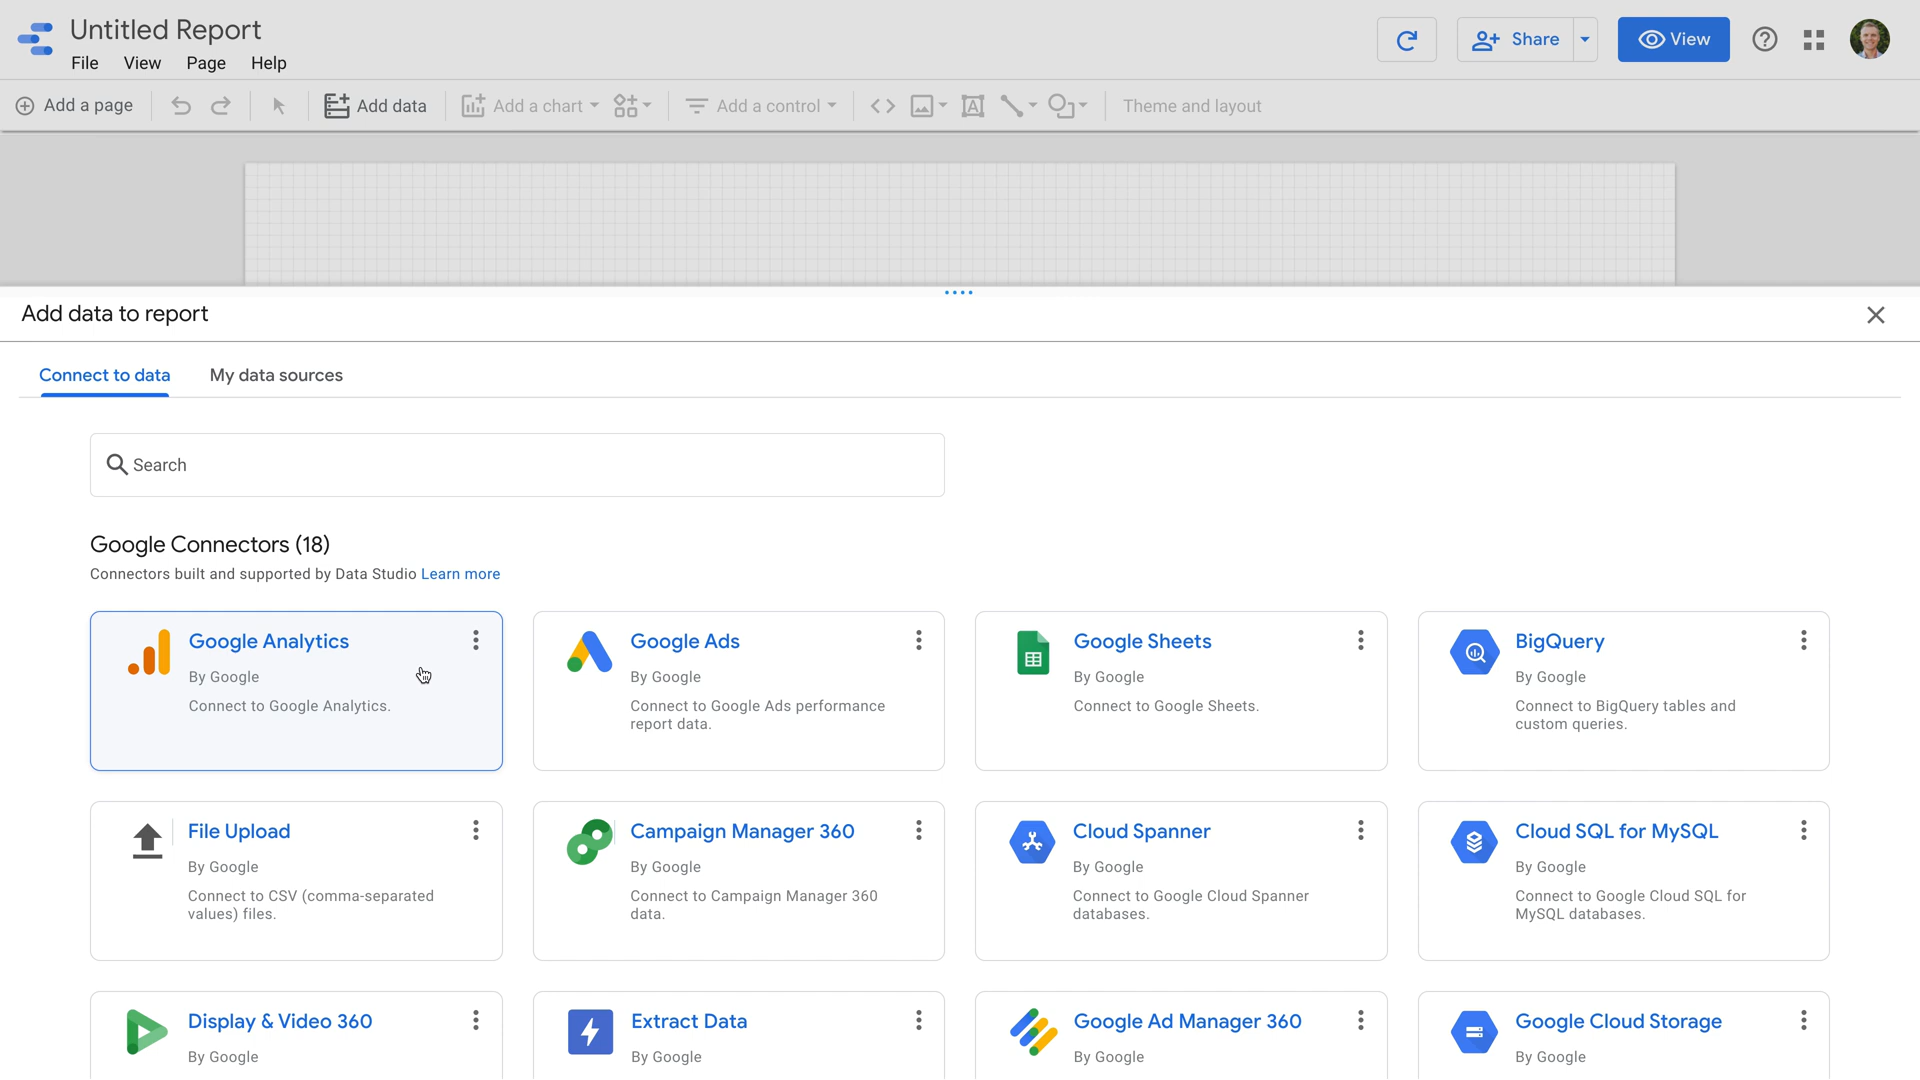 Untitled Report
File View Page Help
Share View
Add a page Add data Add a chart Add a control Theme and layout
Add data to report
Connect to data My data sources
Search
Google Connectors (18)
Connectors built and supported by Data Studio Learn more
Google Analytics
By Google
Connect to Google Analytics.
Google Ads
By Google
Connect to Google Ads performance
report data.
Google Sheets
By Google
Connect to Google Sheets.
BigQuery
By Google
Connect to BigQuery tables and
custom queries.
File Upload
By Google
Connect to CSV (comma-separated
values) files.
Campaign Manager 360
By Google
Connect to Campaign Manager 360
data.
Cloud Spanner
By Google
Connect to Google Cloud Spanner
databases.
Cloud SQL for MySQL
By Google
Connect to Google Cloud SQL for
MySQL databases.
Display & Video 360
By Google
Extract Data
By Google
Google Ad Manager 360
By Google
Google Cloud Storage
By Google